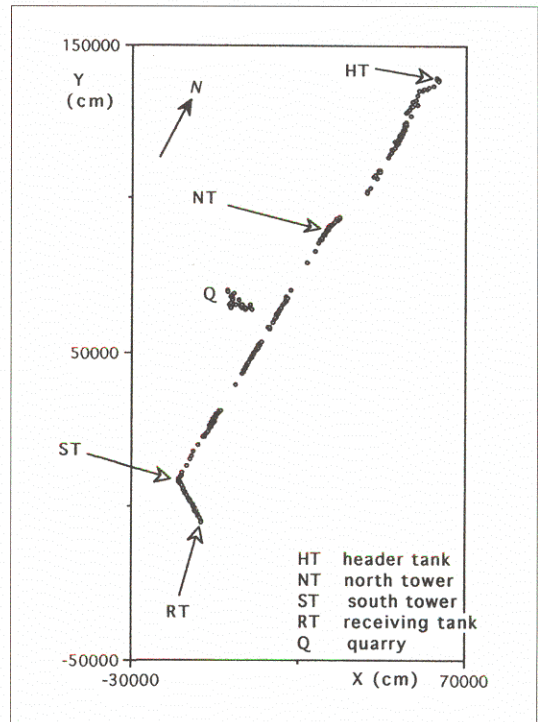 150000
Y
(cm)
N
HT
NT
Q
50000
ST
RT
HT header tank
NT north tower
ST south tower
RT receiving tank
Q quarry
-50000
-30000
X (cm)
70000